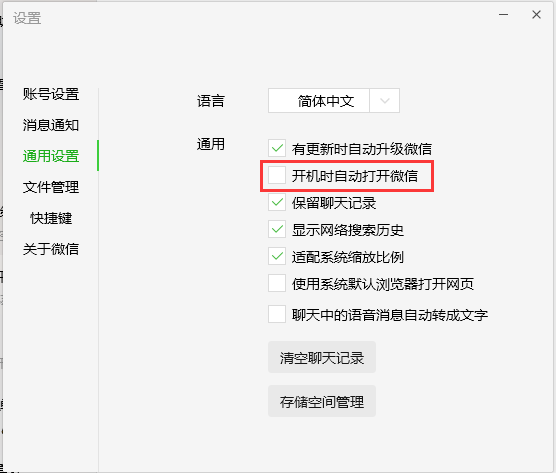 设置
账号设置
消息通知
通用设置
文件管理
快捷键
关于微信
语言 简体中文
通用 有更新时自动升级微信
开机时自动打开微信
保留聊天记录
显示网络搜索历史
适配系统缩放比例
使用系统默认浏览器打开网页
聊天中的语音消息自动转成文字
清空聊天记录
存储空间管理